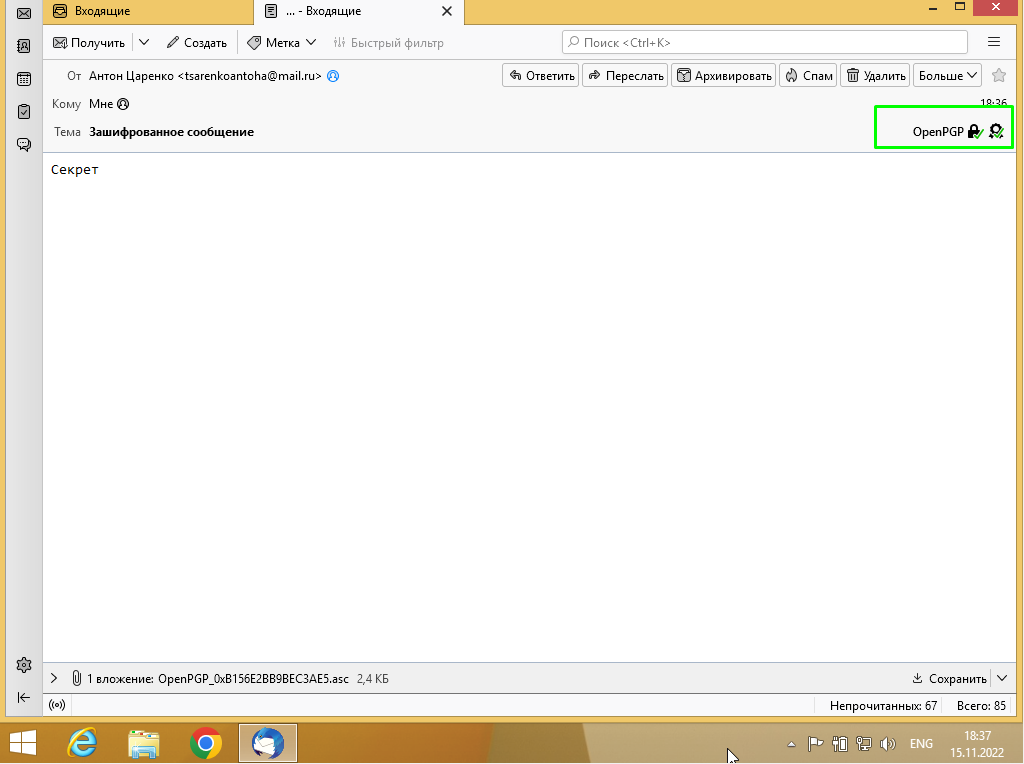 Входящие
... - Входящие
Получить
Создать
Метка
Быстрый фильтр
Поиск <Ctrl+K>
От Антон Царенко <tsarenkoantoha@mail.ru>
Ответить
Переслать
Архивировать
Спам
Удалить
Больше
Кому Мне
18:36
Тема Зашифрованное сообщение
OpenPGP
Секрет
1 вложение: OpenPGP_0xB156E2BB9BEC3AE5.asc 2,4 КБ
Сохранить
Непрочитанных: 67
Всего: 85
ENG
18:37
15.11.2022